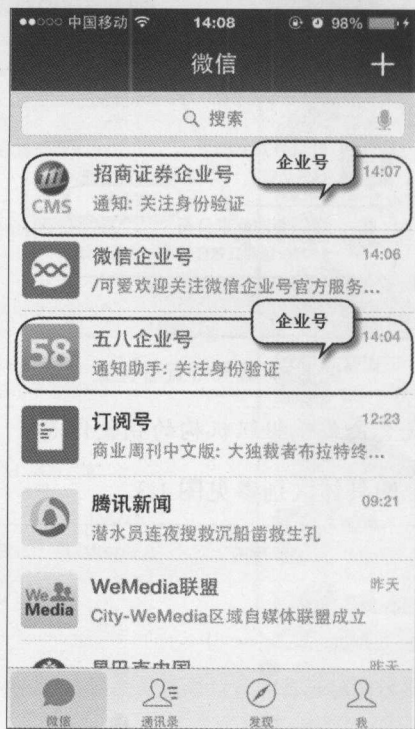 中国移动 14:08 98%
微信 +
搜索
企业号
招商证券企业号 14:07
CMS 通知: 关注身份验证
微信企业号 14:06
/可爱欢迎关注微信企业号官方服务...
企业号
58 五八企业号 14:04
通知助手: 关注身份验证
订阅号 12:23
商业周刊中文版: 大独裁者布拉特终...
腾讯新闻 09:21
潜水员连夜搜救沉船凿救生孔
We Media WeMedia联盟 昨天
City-WeMedia区域自媒体联盟成立
星巴克中国 昨天
微信 通讯录 发现 我